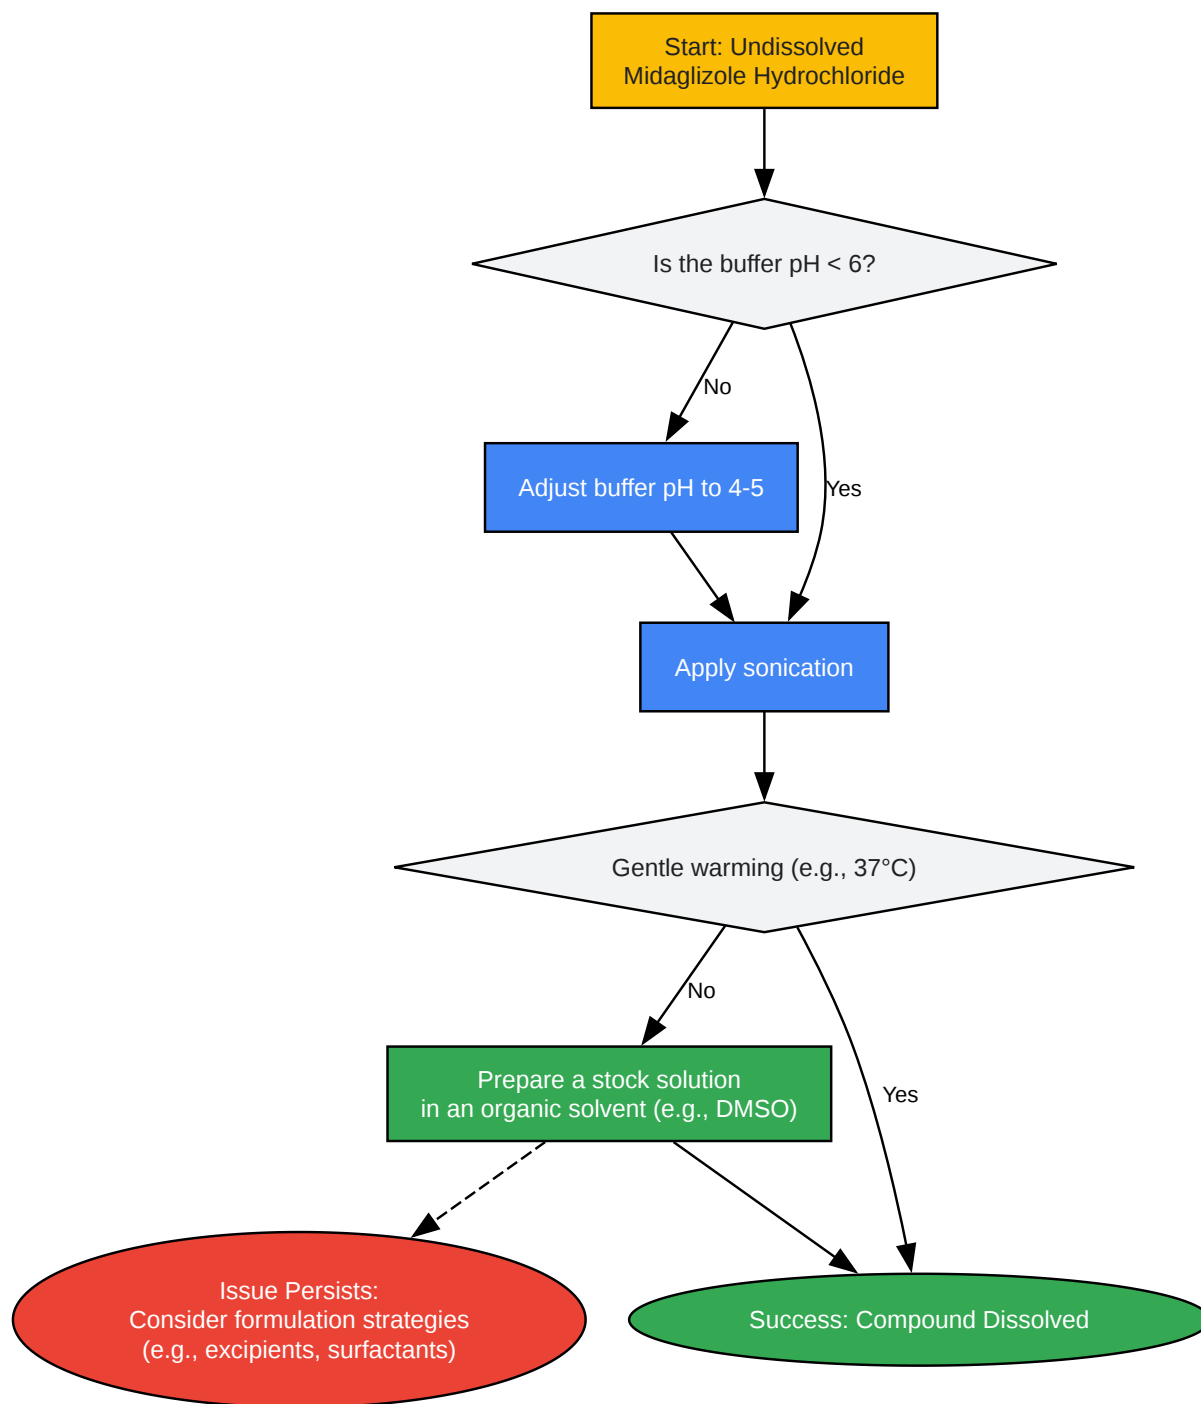 Start: Undissolved
Midaglizole Hydrochloride
Is the buffer pH < 6?
No
Adjust buffer pH to 4-5
Yes
Apply sonication
Gentle warming (e.g., 37°C)
No
Prepare a stock solution
in an organic solvent (e.g., DMSO)
Yes
Issue Persists:
Consider formulation strategies
(e.g., excipients, surfactants)
Success: Compound Dissolved